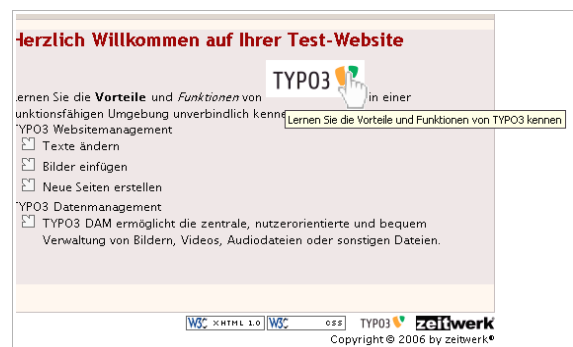 Herzlich Willkommen auf Ihrer Test-Website
TYPO3
Lernen Sie die Vorteile und Funktionen von in einer
funktionsfähigen Umgebung unverbindlich kenne
Lernen Sie die Vorteile und Funktionen von TYPO3 kennen
TYPO3 Websitemanagement
Texte ändern
Bilder einfügen
Neue Seiten erstellen
TYPO3 Datenmanagement
TYPO3 DAM ermöglicht die zentrale, nutzerorientierte und bequem
Verwaltung von Bildern, Videos, Audiodateien oder sonstigen Dateien.
W3C XHTML 1.0 W3C css TYPO3 zeitwerk
Copyright © 2006 by zeitwerk®